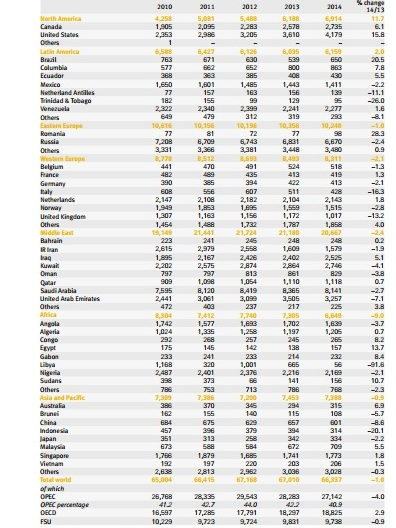 2010 2011 2012 2013 2014 % change 14/13
North America 4,258 5,081 5,488 6,188 6,914 11.7
Canada 1,905 2,095 2,283 2,578 2,735 6.1
United States 2,353 2,986 3,205 3,610 4,179 15.8
Others 1 – – – –
Latin America 6,589 6,427 6,126 6,035 6,159 2.0
Brazil 763 671 630 539 650 20.5
Colombia 577 662 652 800 863 7.8
Ecuador 368 363 385 408 430 5.5
Mexico 1,650 1,601 1,485 1,443 1,411 –2.2
Netherland Antilles 77 157 163 156 139 –11.1
Trinidad & Tobago 182 155 99 129 95 –26.0
Venezuela 2,322 2,340 2,399 2,241 2,277 1.6
Others 649 479 312 319 293 –8.1
Eastern Europe 10,616 10,156 10,196 10,356 10,248 –1.0
Romania 77 81 72 77 98 28.3
Russia 7,208 6,709 6,743 6,831 6,670 –2.4
Others 3,331 3,366 3,381 3,448 3,480 0.9
Western Europe 8,778 8,512 8,693 8,493 8,311 –2.1
Belgium 441 470 491 524 518 –1.3
France 482 489 435 413 419 1.3
Germany 390 385 394 422 413 –2.1
Italy 608 556 607 511 428 –16.3
Netherlands 2,147 2,108 2,182 2,104 2,143 1.8
Norway 1,949 1,853 1,695 1,559 1,515 –2.8
United Kingdom 1,307 1,163 1,156 1,172 1,017 –13.2
Others 1,454 1,488 1,732 1,787 1,858 4.0
Middle East 19,149 21,441 21,724 21,180 20,667 –2.4
Bahrain 223 241 245 248 248 0.2
IR Iran 2,615 2,979 2,558 1,609 1,579 –1.9
Iraq 1,895 2,167 2,426 2,402 2,525 5.1
Kuwait 2,202 2,575 2,874 2,864 2,746 –4.1
Oman 797 797 813 861 829 –3.8
Qatar 909 1,098 1,054 1,110 1,118 0.7
Saudi Arabia 7,595 8,120 8,419 8,365 8,141 –2.7
United Arab Emirates 2,441 3,061 3,099 3,505 3,257 –7.1
Others 472 403 237 217 225 3.8
Africa 8,304 7,412 7,740 7,305 6,649 –9.0
Angola 1,742 1,577 1,693 1,702 1,639 –3.7
Algeria 1,024 1,335 1,258 1,197 1,205 0.7
Congo 292 268 257 245 265 8.2
Egypt 175 145 142 138 157 13.7
Gabon 233 241 233 214 232 8.4
Libya 1,168 320 1,001 665 56 –91.6
Nigeria 2,487 2,401 2,376 2,216 2,169 –2.1
Sudans 398 373 66 141 156 10.7
Others 786 753 713 786 768 –2.3
Asia and Pacific 7,309 7,386 7,200 7,453 7,388 –0.9
Australia 386 370 345 294 315 6.9
Brunei 162 155 140 115 108 –5.7
China 684 675 629 657 601 –8.6
Indonesia 457 396 379 394 314 –20.1
Japan 351 313 258 342 334 –2.2
Malaysia 673 588 584 672 709 5.5
Singapore 1,766 1,879 1,685 1,741 1,773 1.8
Vietnam 192 197 220 203 206 1.5
Others 2,638 2,813 2,962 3,036 3,028 –0.3
Total world 65,004 66,415 67,168 67,010 66,337 –1.0
of which
OPEC 26,768 28,335 29,543 28,283 27,142 –4.0
OPEC percentage 41.2 42.7 44.0 42.2 40.9
OECD 16,597 17,285 17,791 18,297 18,825 2.9
FSU 10,229 9,723 9,724 9,831 9,738 –0.9